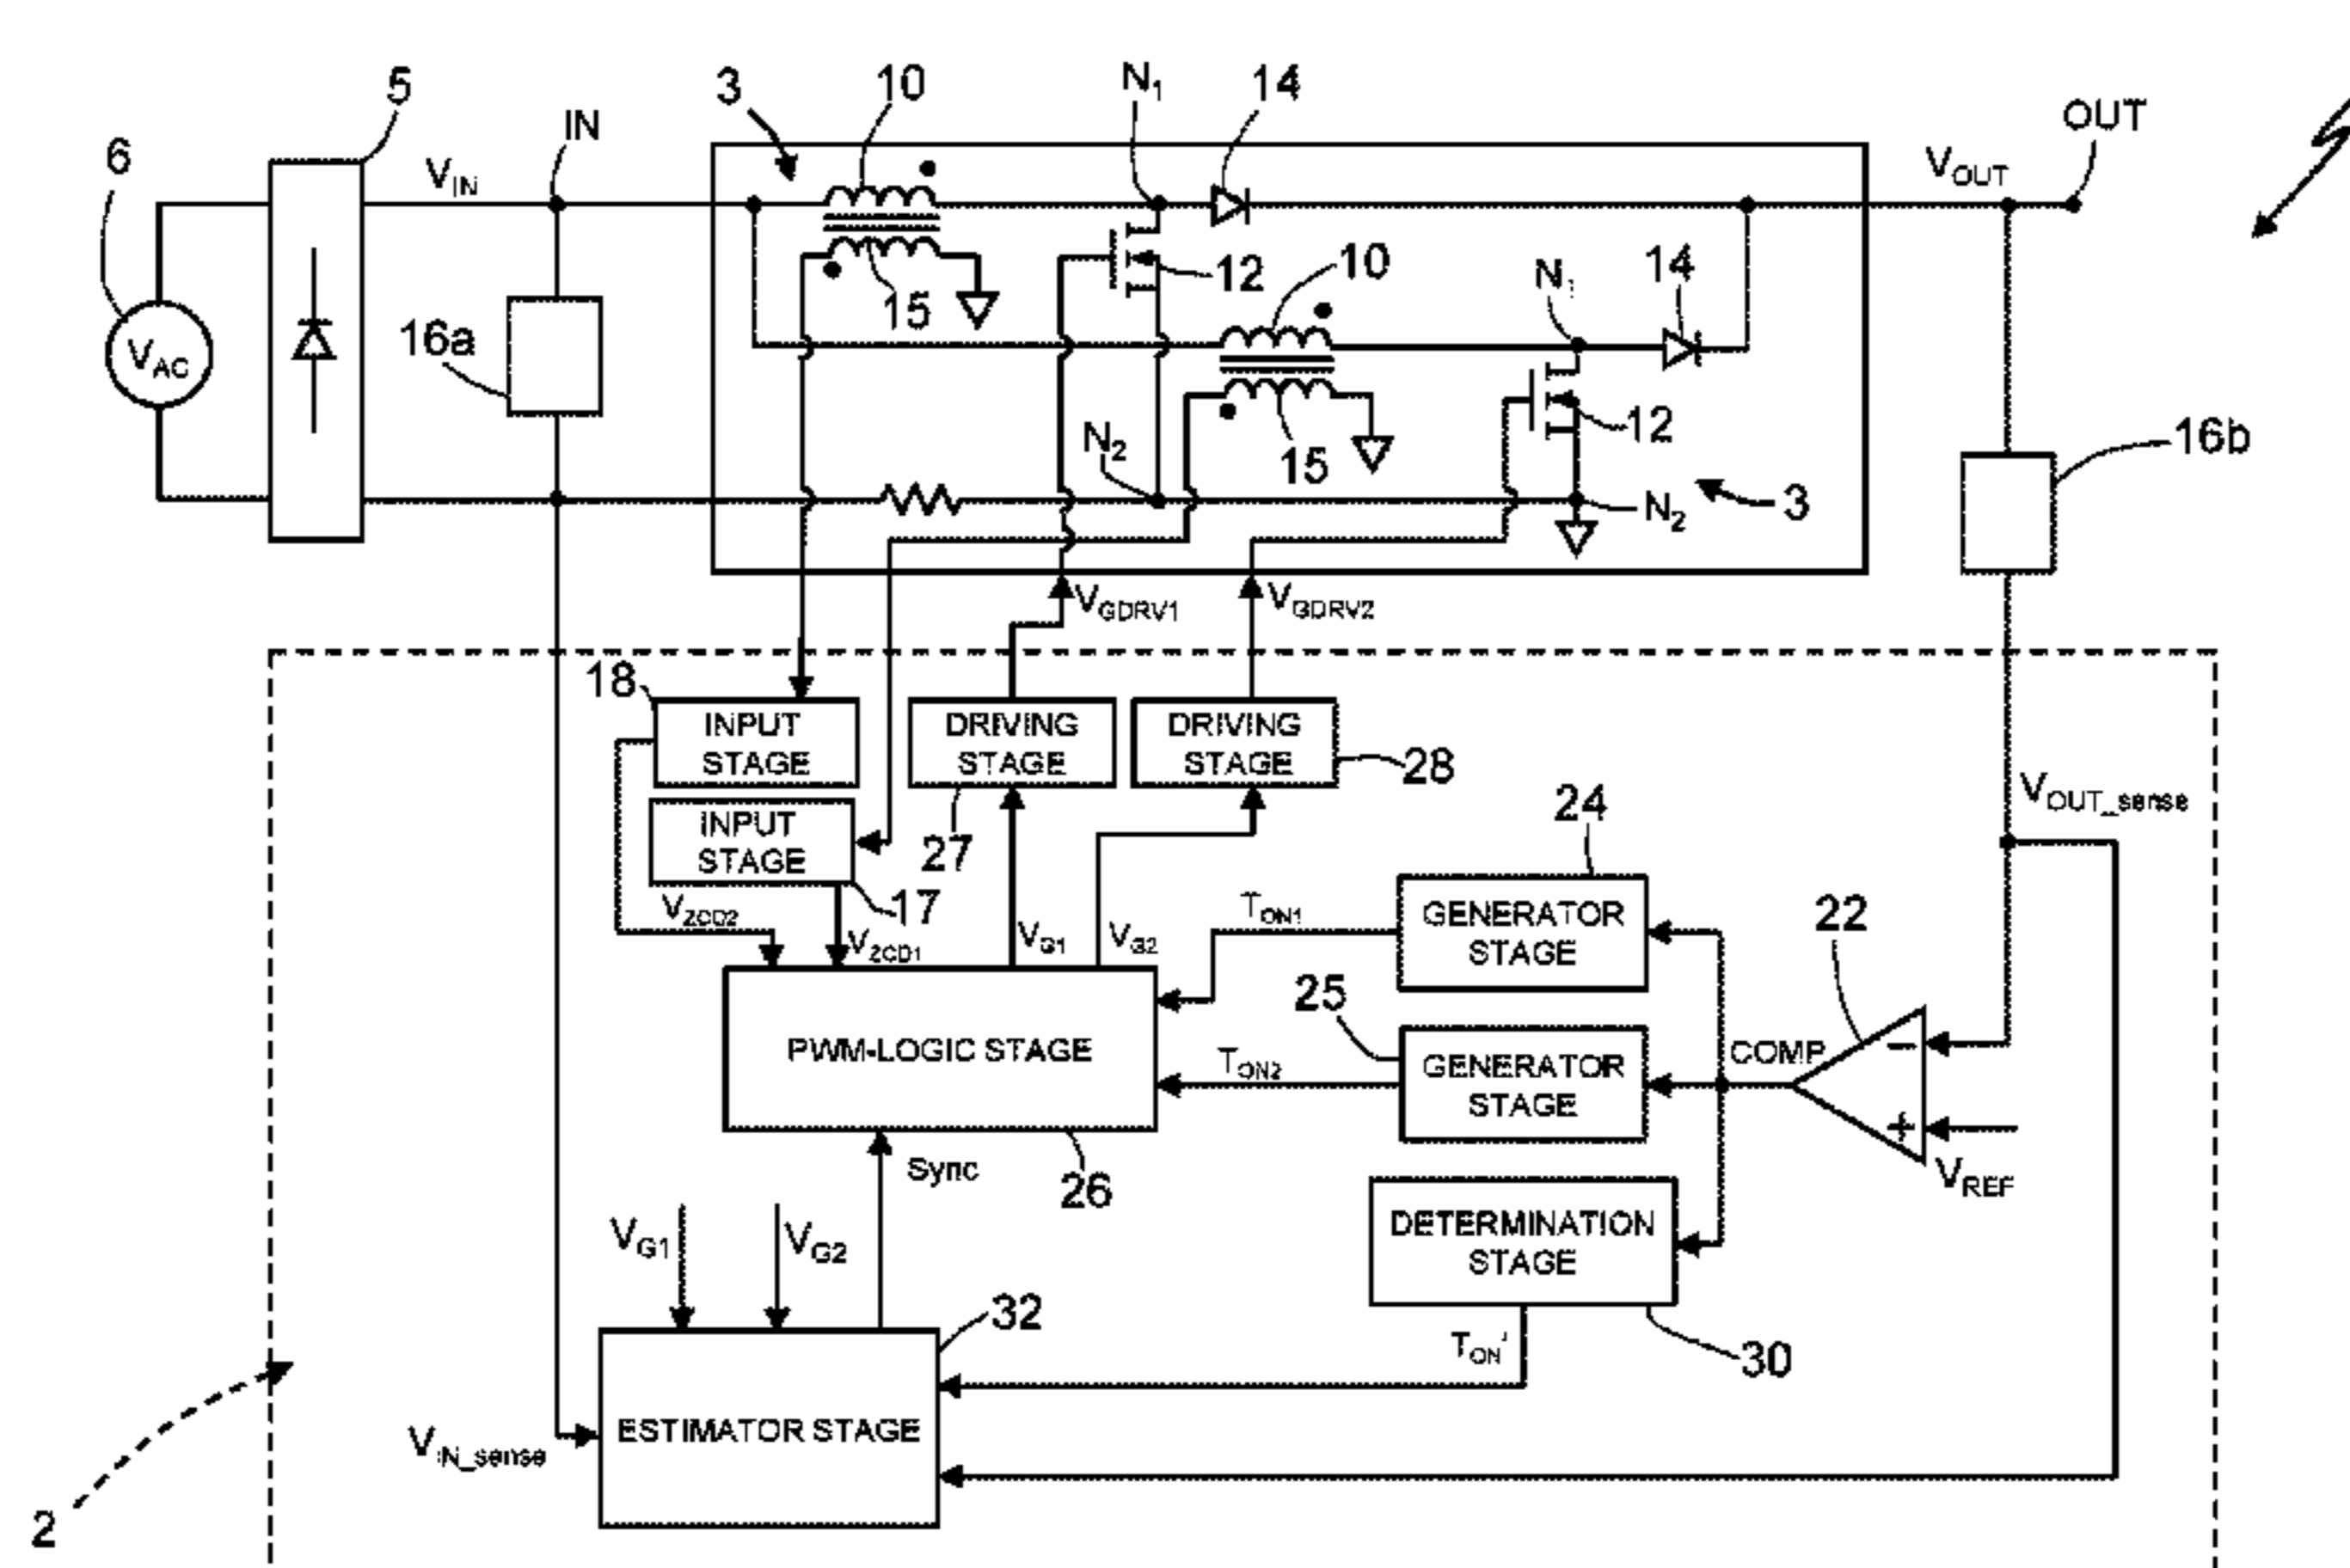 3
10
N1
14
OUT
5
6
IN
VIN
VOUT
VAC
16a
15
12
10
N1
14
15
12
16b
N2
N2
3
VGDRV1
VGDRV2
18
INPUT
STAGE
DRIVING
STAGE
DRIVING
STAGE
28
27
INPUT
STAGE
17
VOUT_sense
24
VZCD2
VZCD1
VG1
VG2
TON1
GENERATOR
STAGE
22
25
PWM-LOGIC STAGE
TON2
GENERATOR
STAGE
COMP
−
+
VREF
Sync
26
VG1
VG2
DETERMINATION
STAGE
32
TON'
30
ESTIMATOR STAGE
VIN_sense
2